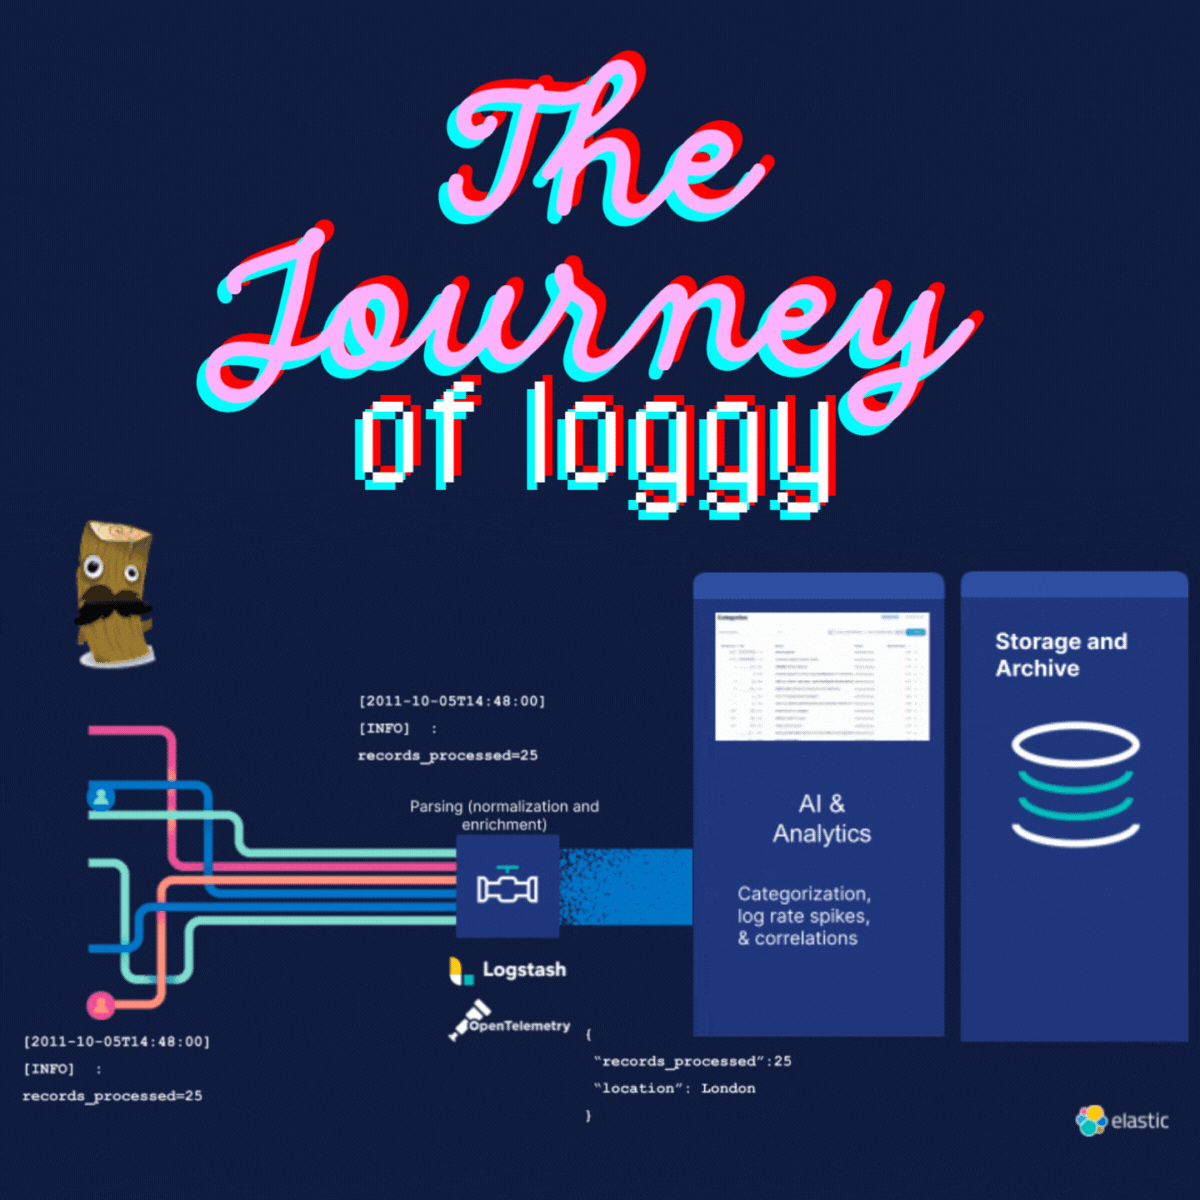 The
Journey
of loggy
[2011-10-05T14:48:00]
[INFO] :
records_processed=25
Parsing (normalization and
enrichment)
Logstash
OpenTelemetry
[2011-10-05T14:48:00]
[INFO] :
records_processed=25
{
“records_processed”:25
“location”: London
}
Categories
AI &
Analytics
Categorization,
log rate spikes,
& correlations
Storage and
Archive
elastic